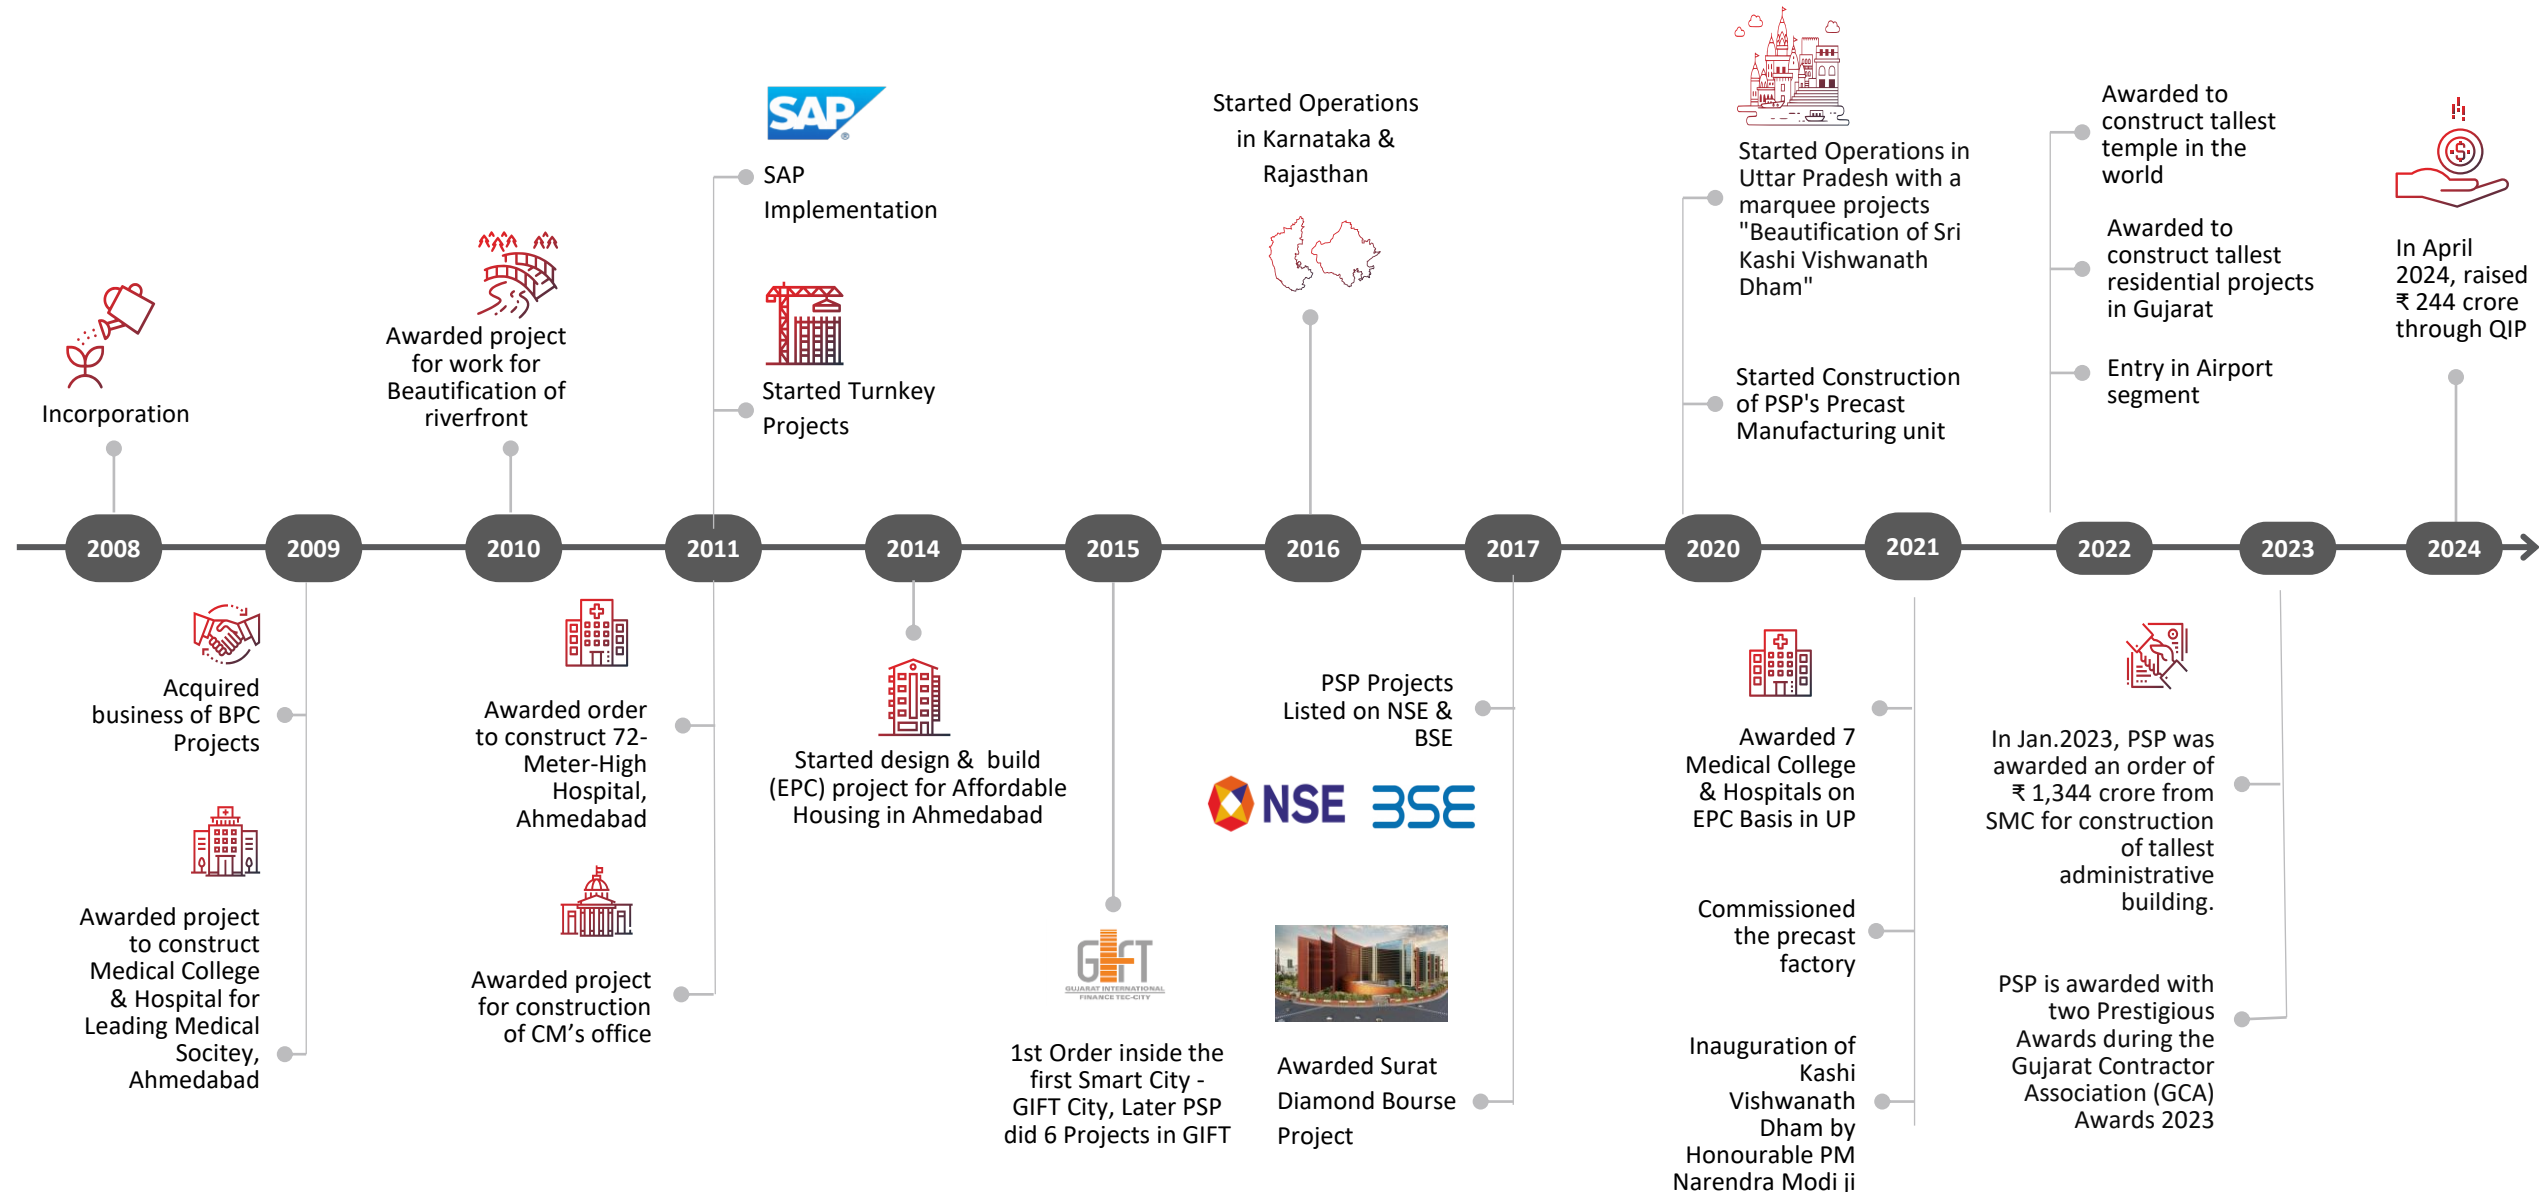 Incorporation
2008
2009
Acquired
business of BPC
Projects
Awarded project
to construct
Medical College
& Hospital for
Leading Medical
Socitey,
Ahmedabad
Awarded project
for work for
Beautification of
riverfront
2010
SAP
®
SAP
Implementation
Started Turnkey
Projects
2011
Awarded order
to construct 72-
Meter-High
Hospital,
Ahmedabad
Awarded project
for construction
of CM’s office
2014
Started design & build
(EPC) project for Affordable
Housing in Ahmedabad
2015
GIFT
GUJARAT INTERNATIONAL
FINANCE TEC-CITY
1st Order inside the
first Smart City -
GIFT City, Later PSP
did 6 Projects in GIFT
Started Operations
in Karnataka &
Rajasthan
2016
2017
PSP Projects
Listed on NSE &
BSE
NSE
BSE
Awarded Surat
Diamond Bourse
Project
Started Operations in
Uttar Pradesh with a
marquee projects
"Beautification of Sri
Kashi Vishwanath
Dham"
Started Construction
of PSP's Precast
Manufacturing unit
2020
2021
Awarded 7
Medical College
& Hospitals on
EPC Basis in UP
Commissioned
the precast
factory
Inauguration of
Kashi
Vishwanath
Dham by
Honourable PM
Narendra Modi ji
Awarded to
construct tallest
temple in the
world
Awarded to
construct tallest
residential projects
in Gujarat
Entry in Airport
segment
2022
2023
In Jan.2023, PSP was
awarded an order of
₹ 1,344 crore from
SMC for construction
of tallest
administrative
building.
PSP is awarded with
two Prestigious
Awards during the
Gujarat Contractor
Association (GCA)
Awards 2023
In April
2024, raised
₹ 244 crore
through QIP
2024